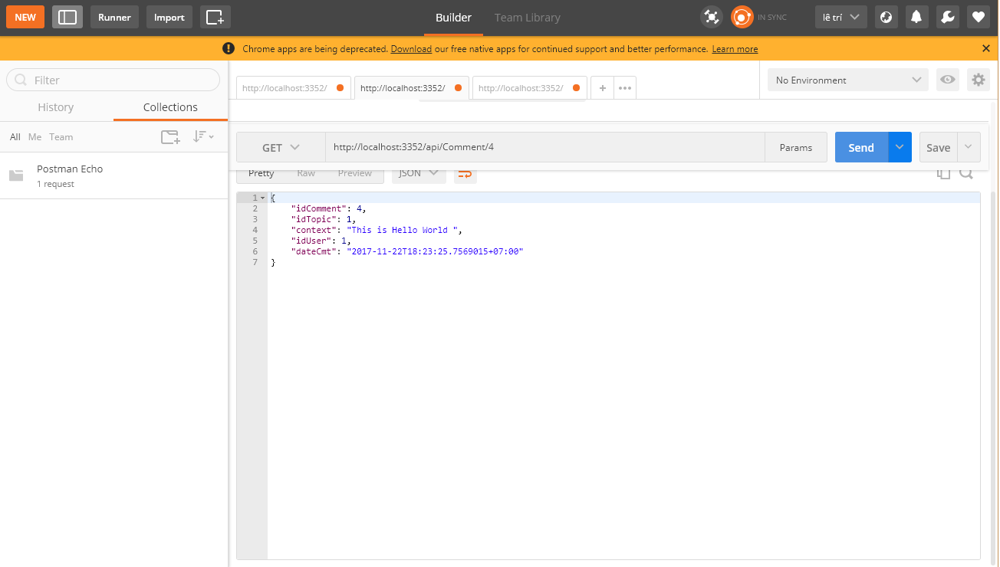 NEW Runner Import Builder Team Library IN SYNC lê trí
Chrome apps are being deprecated. Download our free native apps for continued support and better performance. Learn more
Filter
History Collections
All Me Team
Postman Echo
1 request
http://localhost:3352/ http://localhost:3352/ http://localhost:3352/ + ••• No Environment
GET http://localhost:3352/api/Comment/4 Params Send Save
Pretty Raw Preview JSON
1 {
2 "idComment": 4,
3 "idTopic": 1,
4 "context": "This is Hello World ",
5 "idUser": 1,
6 "dateCmt": "2017-11-22T18:23:25.7569015+07:00"
7 }